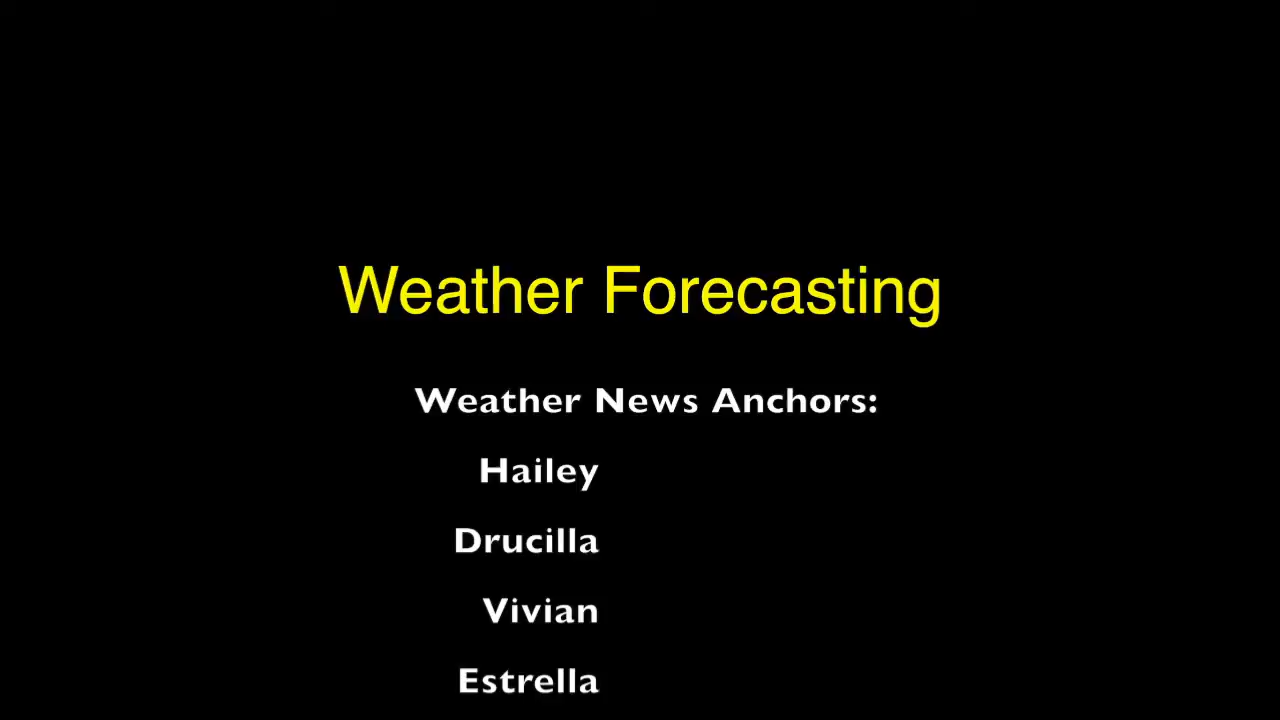 Weather Forecasting
Weather News Anchors:
Hailey
Drucilla
Vivian
Estrella